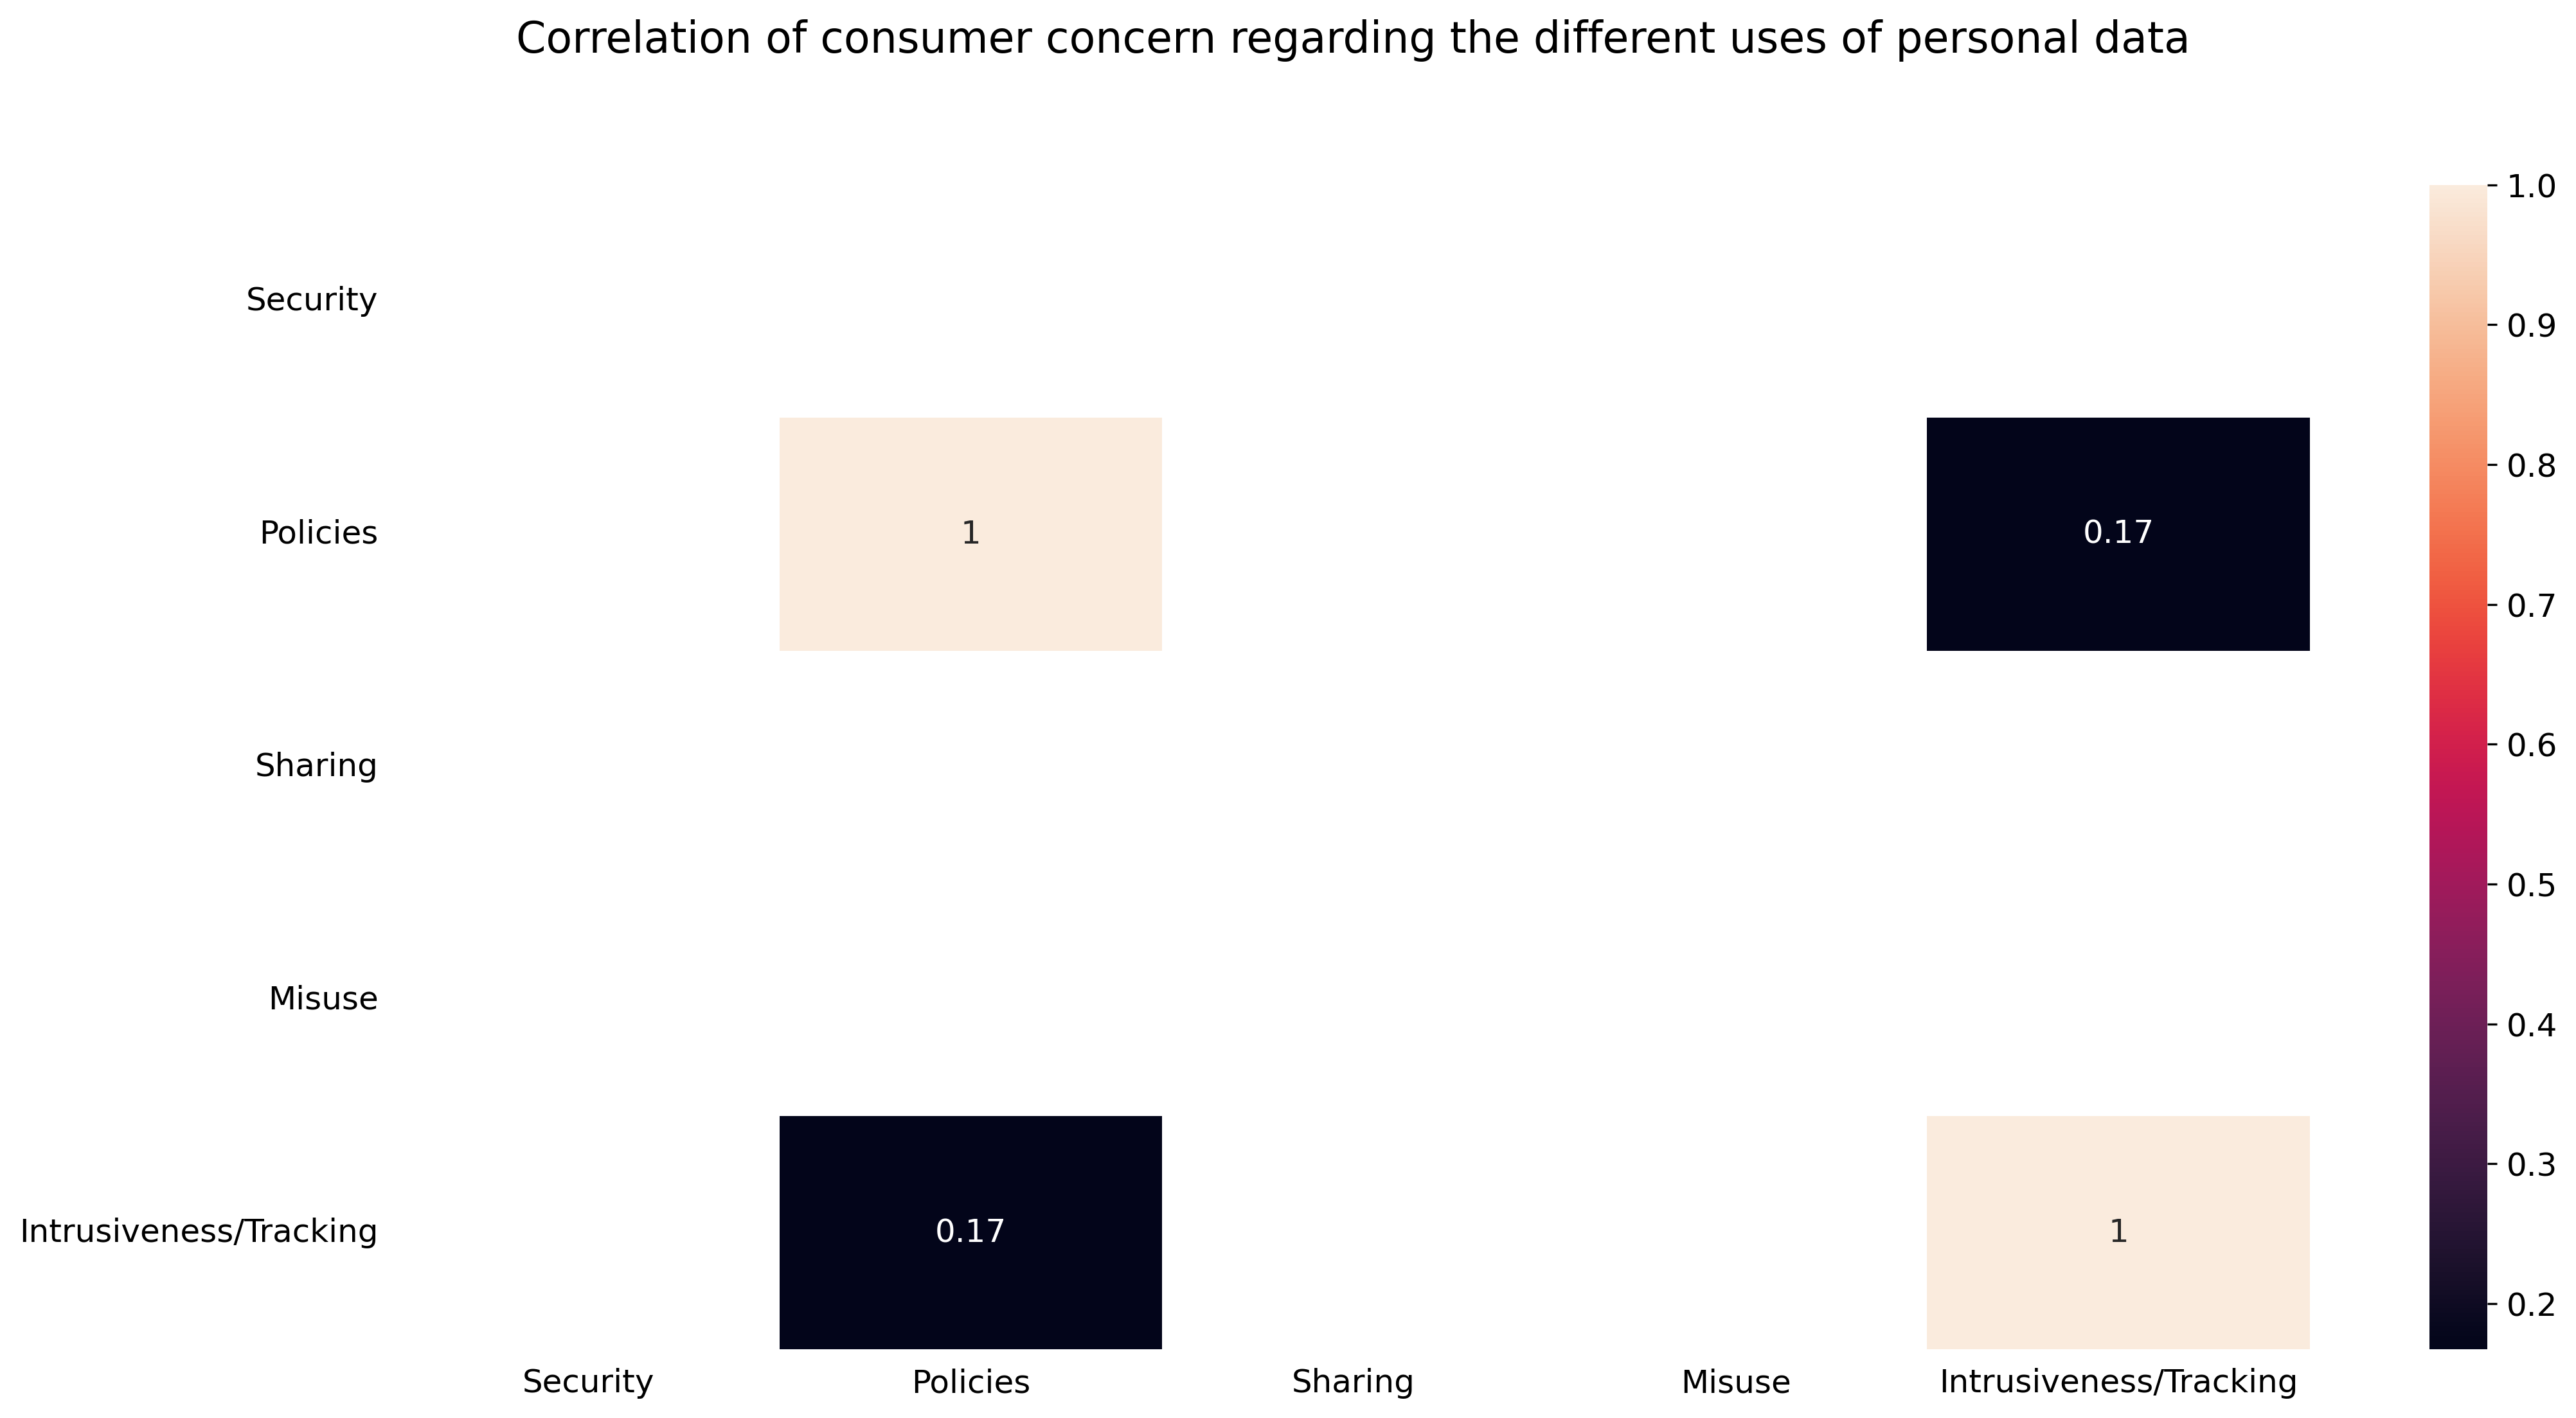 Correlation of consumer concern regarding the different uses of personal data
1.0
Security
0.9
Policies
1
0.17
0.8
0.7
Sharing
0.6
0.5
Misuse
0.4
Intrusiveness/Tracking
0.17
1
0.3
0.2
Security
Policies
Sharing
Misuse
Intrusiveness/Tracking